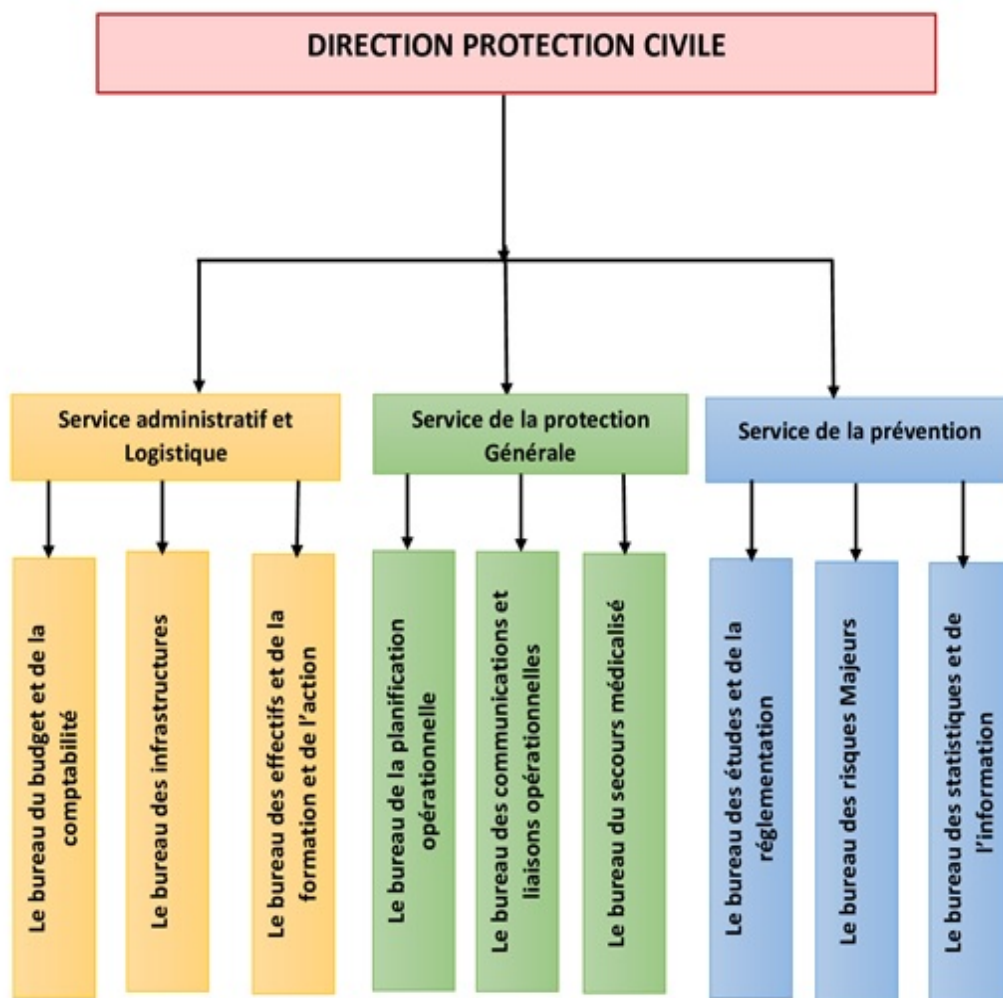 DIRECTION PROTECTION CIVILE
Service administratif et
Logistique
Service de la protection
Générale
Service de la prévention
Le bureau du budget et de la
comptabilité
Le bureau des infrastructures
Le bureau des effectifs et de la
formation et de l'action
Le bureau de la planification
opérationnelle
Le bureau des communications et
liaisons opérationnelles
Le bureau du secours médicalisé
Le bureau des études et de la
réglementation
Le bureau des risques Majeurs
Le bureau des statistiques et de
l'information